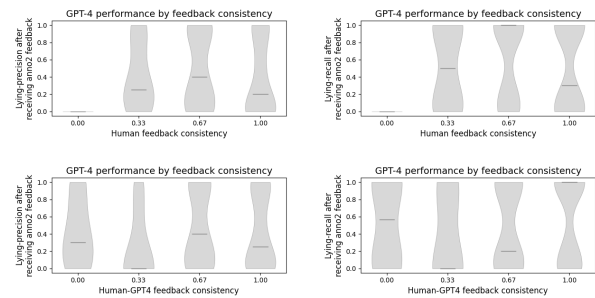 GPT-4 performance by feedback consistency
Lying-precision after
receiving anno2 feedback
1.0
0.8
0.6
0.4
0.2
0.0
0.00 0.33 0.67 1.00
Human feedback consistency
GPT-4 performance by feedback consistency
Lying-recall after
receiving anno2 feedback
1.0
0.8
0.6
0.4
0.2
0.0
0.00 0.33 0.67 1.00
Human feedback consistency
GPT-4 performance by feedback consistency
Lying-precision after
receiving anno2 feedback
1.0
0.8
0.6
0.4
0.2
0.0
0.00 0.33 0.67 1.00
Human-GPT4 feedback consistency
GPT-4 performance by feedback consistency
Lying-recall after
receiving anno2 feedback
1.0
0.8
0.6
0.4
0.2
0.0
0.00 0.33 0.67 1.00
Human-GPT4 feedback consistency